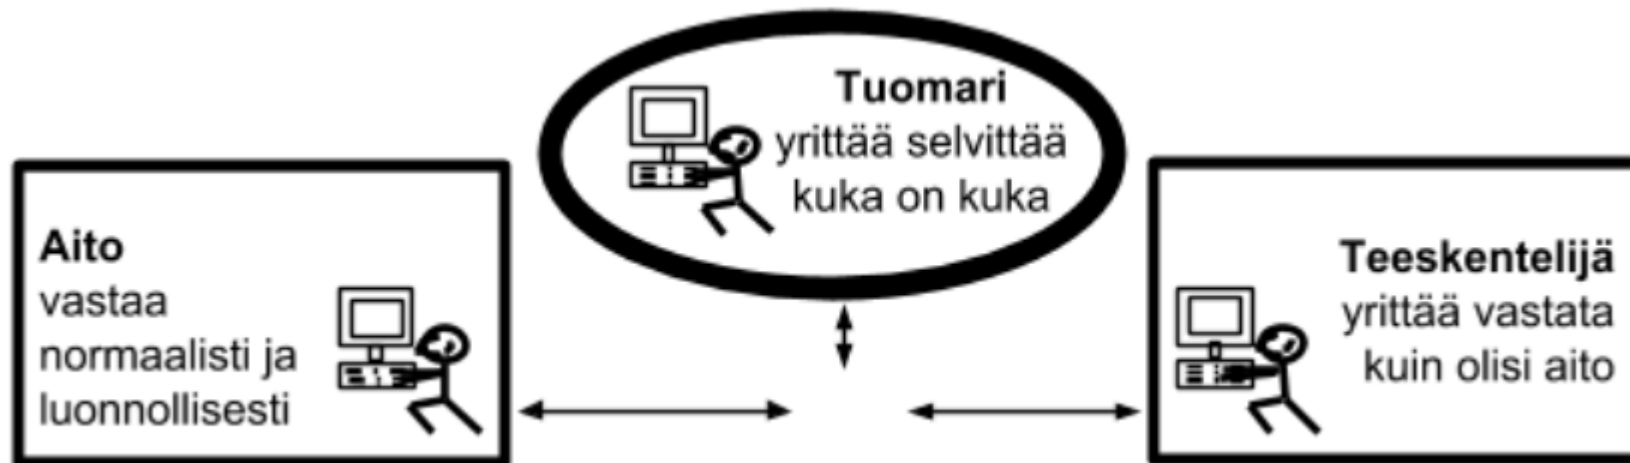 Tuomari
yrittää selvittää
kuka on kuka
Aito
vastaa
normaalisti ja
luonnollisesti
Teeskentelijä
yrittää vastata
kuin olisi aito